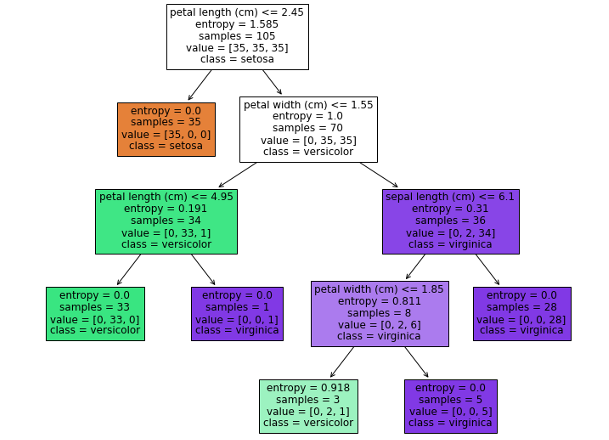 petal length (cm) <= 2.45
entropy = 1.585
samples = 105
value = [35, 35, 35]
class = setosa
entropy = 0.0
samples = 35
value = [35, 0, 0]
class = setosa
petal width (cm) <= 1.55
entropy = 1.0
samples = 70
value = [0, 35, 35]
class = versicolor
petal length (cm) <= 4.95
entropy = 0.191
samples = 34
value = [0, 33, 1]
class = versicolor
sepal length (cm) <= 6.1
entropy = 0.31
samples = 36
value = [0, 2, 34]
class = virginica
entropy = 0.0
samples = 33
value = [0, 33, 0]
class = versicolor
entropy = 0.0
samples = 1
value = [0, 0, 1]
class = virginica
petal width (cm) <= 1.85
entropy = 0.811
samples = 8
value = [0, 2, 6]
class = virginica
entropy = 0.0
samples = 28
value = [0, 0, 28]
class = virginica
entropy = 0.918
samples = 3
value = [0, 2, 1]
class = versicolor
entropy = 0.0
samples = 5
value = [0, 0, 5]
class = virginica